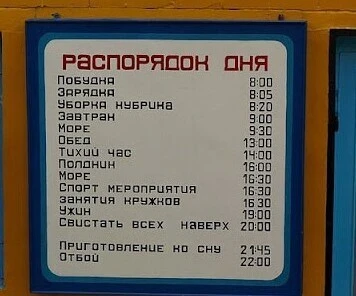 РАСПОРЯДОК ДНЯ
Побудка 8:00
Зарядка 8:05
Уборка кубрика 8:20
Завтрак 9:00
Море 9:30
Обед 13:00
Тихий час 14:00
Полдник 16:00
Море 16:30
Спорт мероприятия 16:30
занятия кружков 16:30
Ужин 19:00
Свистать всех наверх 20:00
Приготовление ко сну 21:45
Отбой 22:00